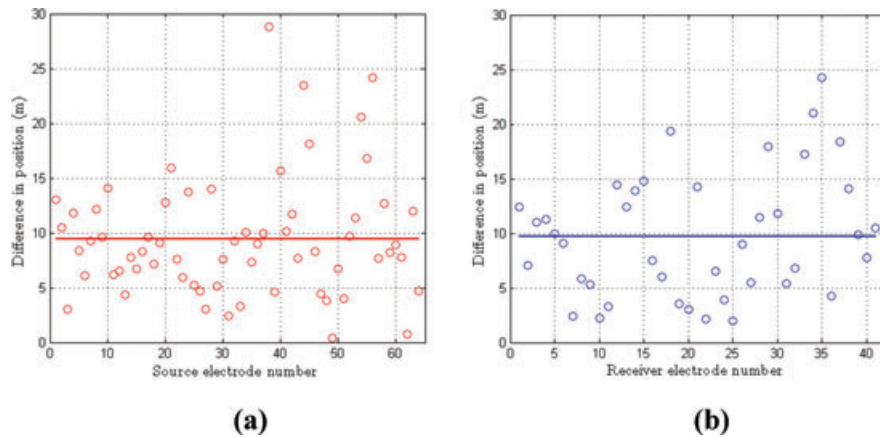 Difference in position (m)
30
25
20
15
10
5
0
0 10 20 30 40 50 60
Source electrode number
(a)
Difference in position (m)
30
25
20
15
10
5
0
0 5 10 15 20 25 30 35 40
Receiver electrode number
(b)